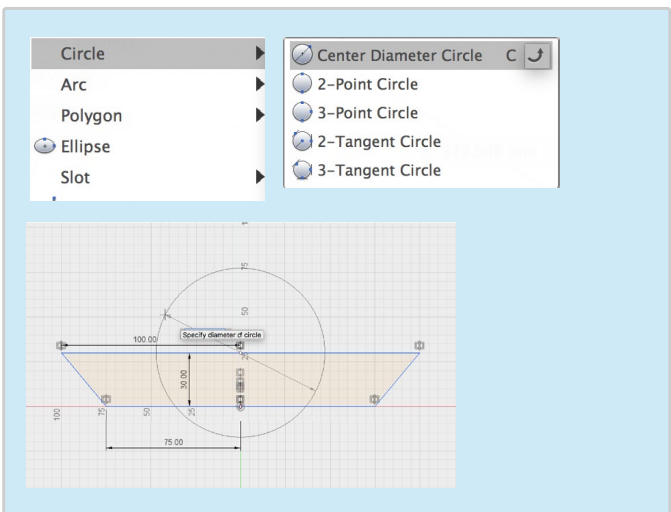 Circle
Arc
Polygon
Ellipse
Slot
Center Diameter Circle C
2-Point Circle
3-Point Circle
2-Tangent Circle
3-Tangent Circle
75
50
Specify diameter of circle
100.00
25
30.00
100
75
50
25
75.00